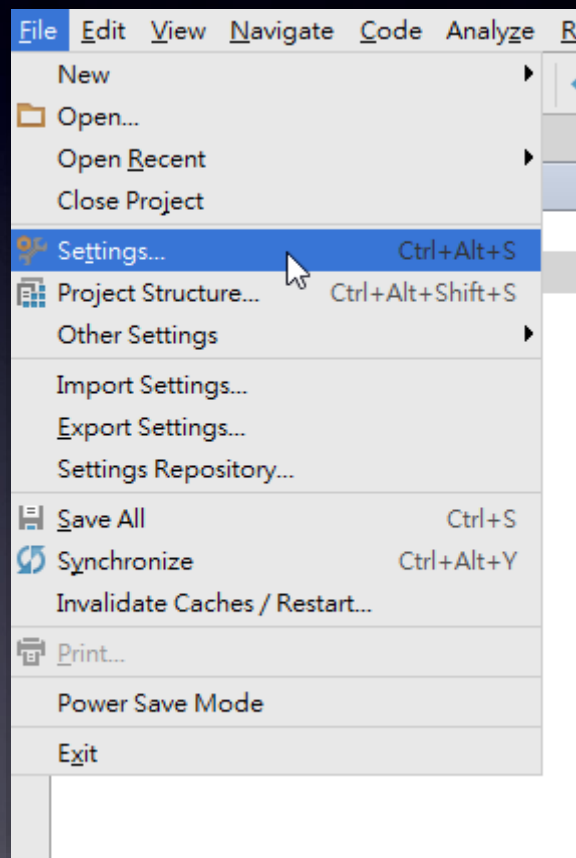 File Edit View Navigate Code Analyze R
New
Open...
Open Recent
Close Project
Settings... Ctrl+Alt+S
Project Structure... Ctrl+Alt+Shift+S
Other Settings
Import Settings...
Export Settings...
Settings Repository...
Save All Ctrl+S
Synchronize Ctrl+Alt+Y
Invalidate Caches / Restart...
Print...
Power Save Mode
Exit